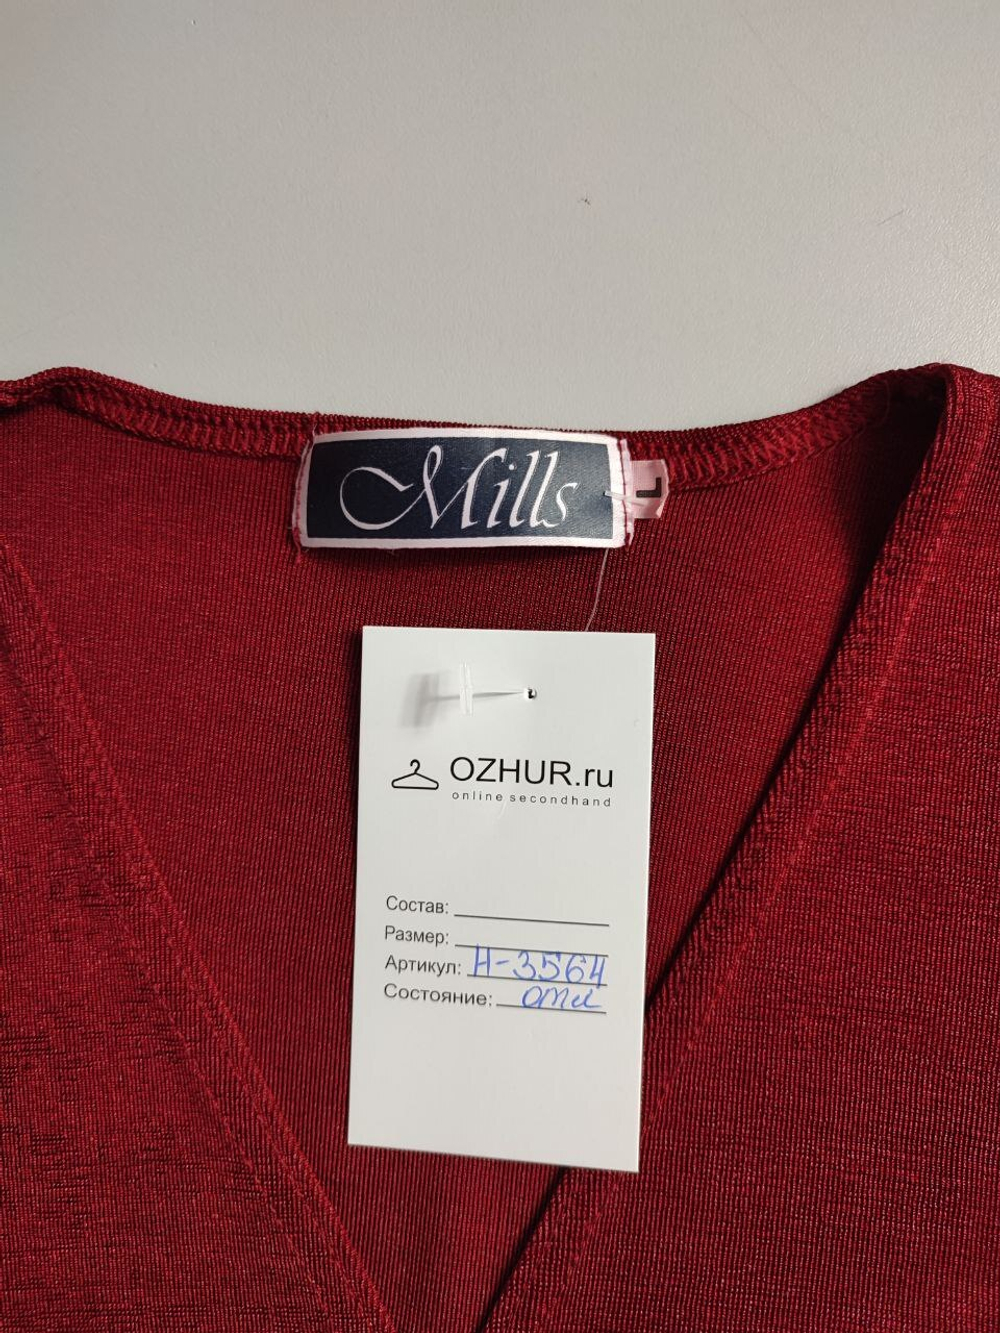 Mills
L
OZHUR.ru
online secondhand
Состав:
Размер:
Артикул: Н-3564
Состояние: отл